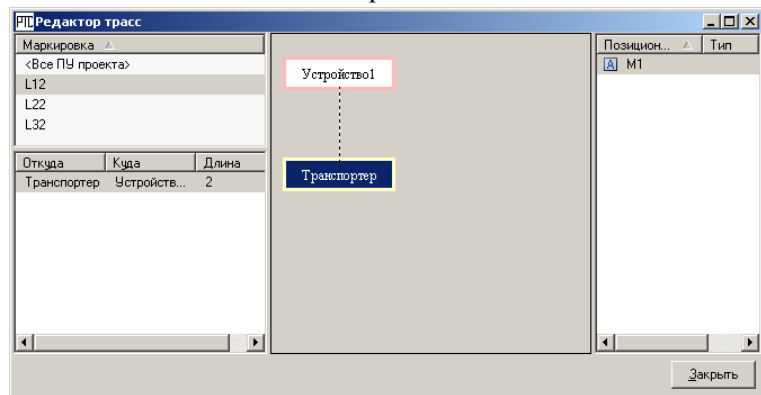 РТС Редактор трасс
Маркировка
<Все ПУ проекта>
L12
L22
L32
Откуда Куда Длина
Транспортер Устройств... 2
Устройство1
Транспортер
Позицион... Тип
A M1
Закрыть